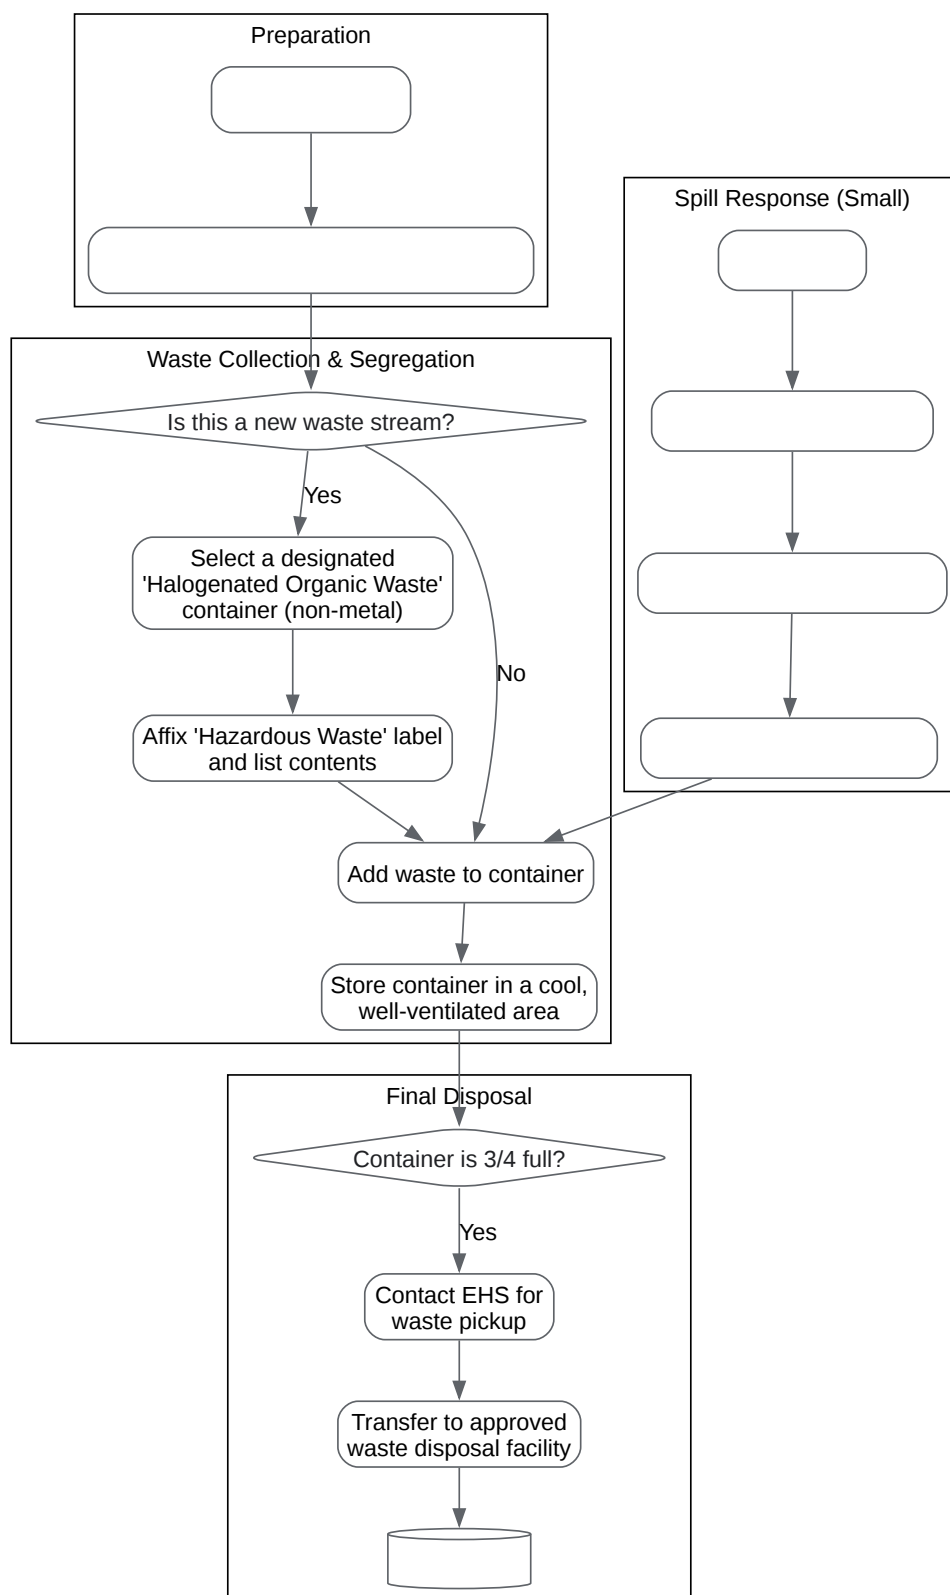 Preparation
Spill Response (Small)
Waste Collection & Segregation
Is this a new waste stream?
Yes
Select a designated
'Halogenated Organic Waste'
container (non-metal)
No
Affix 'Hazardous Waste' label
and list contents
Add waste to container
Store container in a cool,
well-ventilated area
Final Disposal
Container is 3/4 full?
Yes
Contact EHS for
waste pickup
Transfer to approved
waste disposal facility